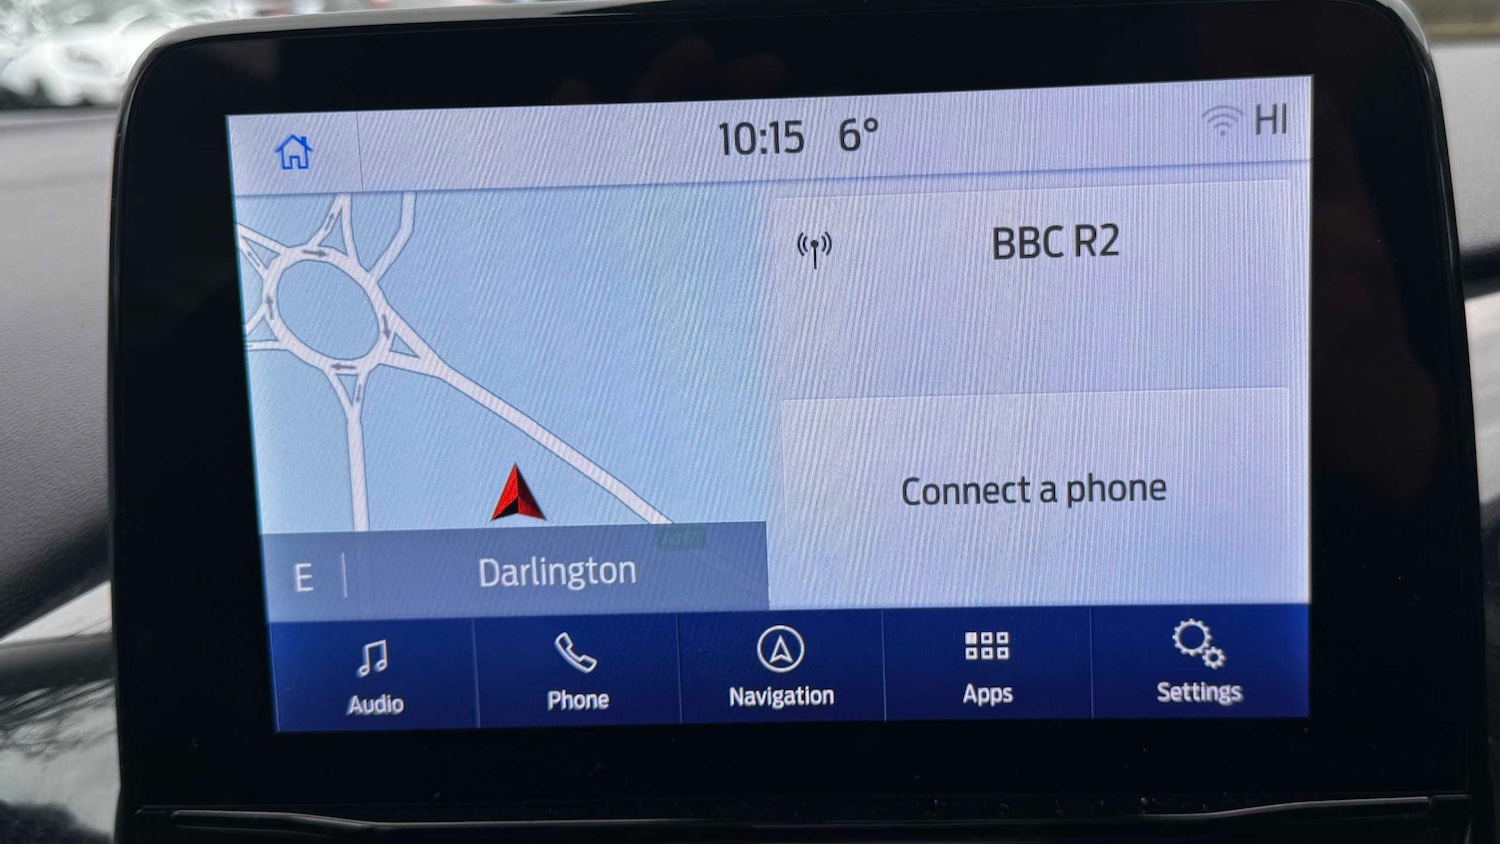 10:15 6° HI
BBC R2
Connect a phone
E Darlington
Audio Phone Navigation Apps Settings